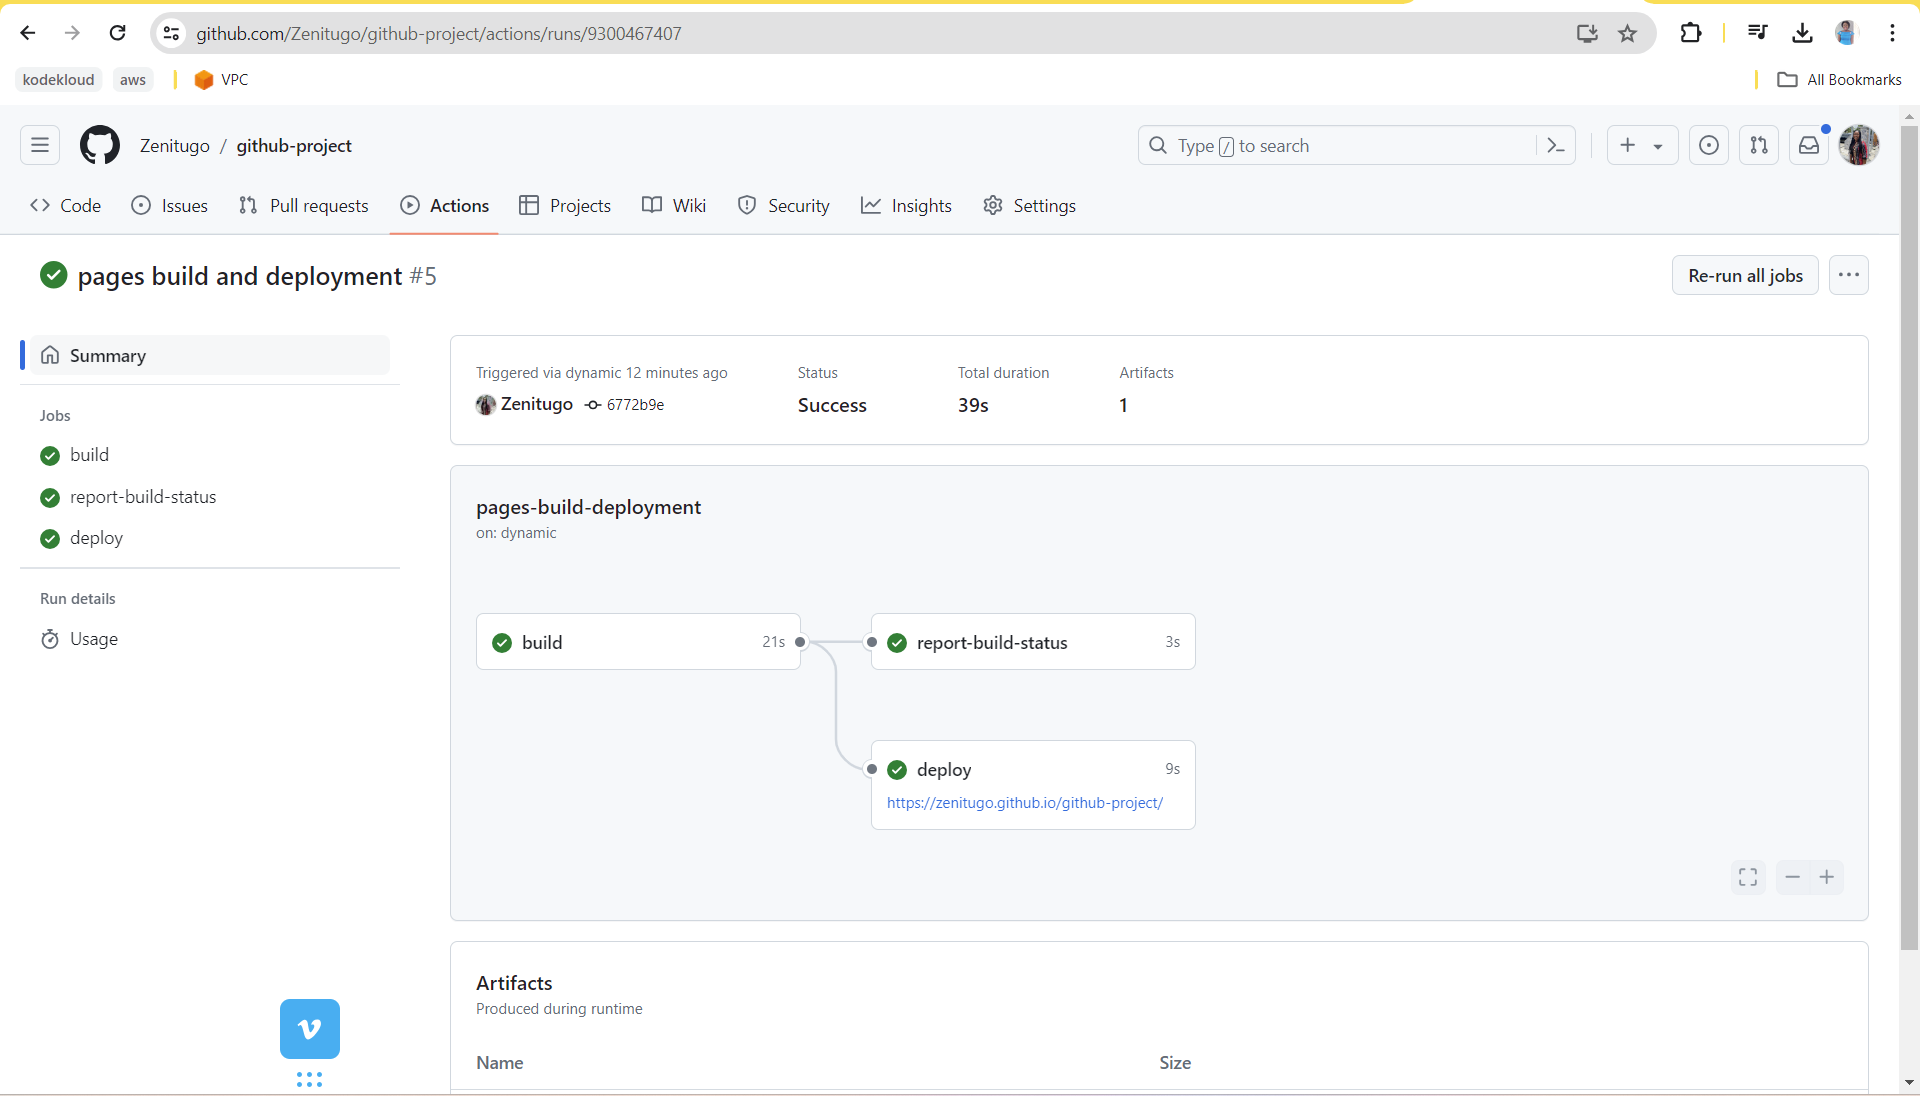 github.com/Zenitugo/github-project/actions/runs/9300467407
kodekloud aws VPC All Bookmarks
Zenitugo / github-project Type / to search
Code Issues Pull requests Actions Projects Wiki Security Insights Settings
pages build and deployment #5 Re-run all jobs
Summary
Jobs
build
report-build-status
deploy
Run details
Usage
Triggered via dynamic 12 minutes ago Status Total duration Artifacts
Zenitugo 6772b9e Success 39s 1
pages-build-deployment
on: dynamic
build 21s report-build-status 3s
deploy 9s
https://zenitugo.github.io/github-project/
Artifacts
Produced during runtime
Name Size